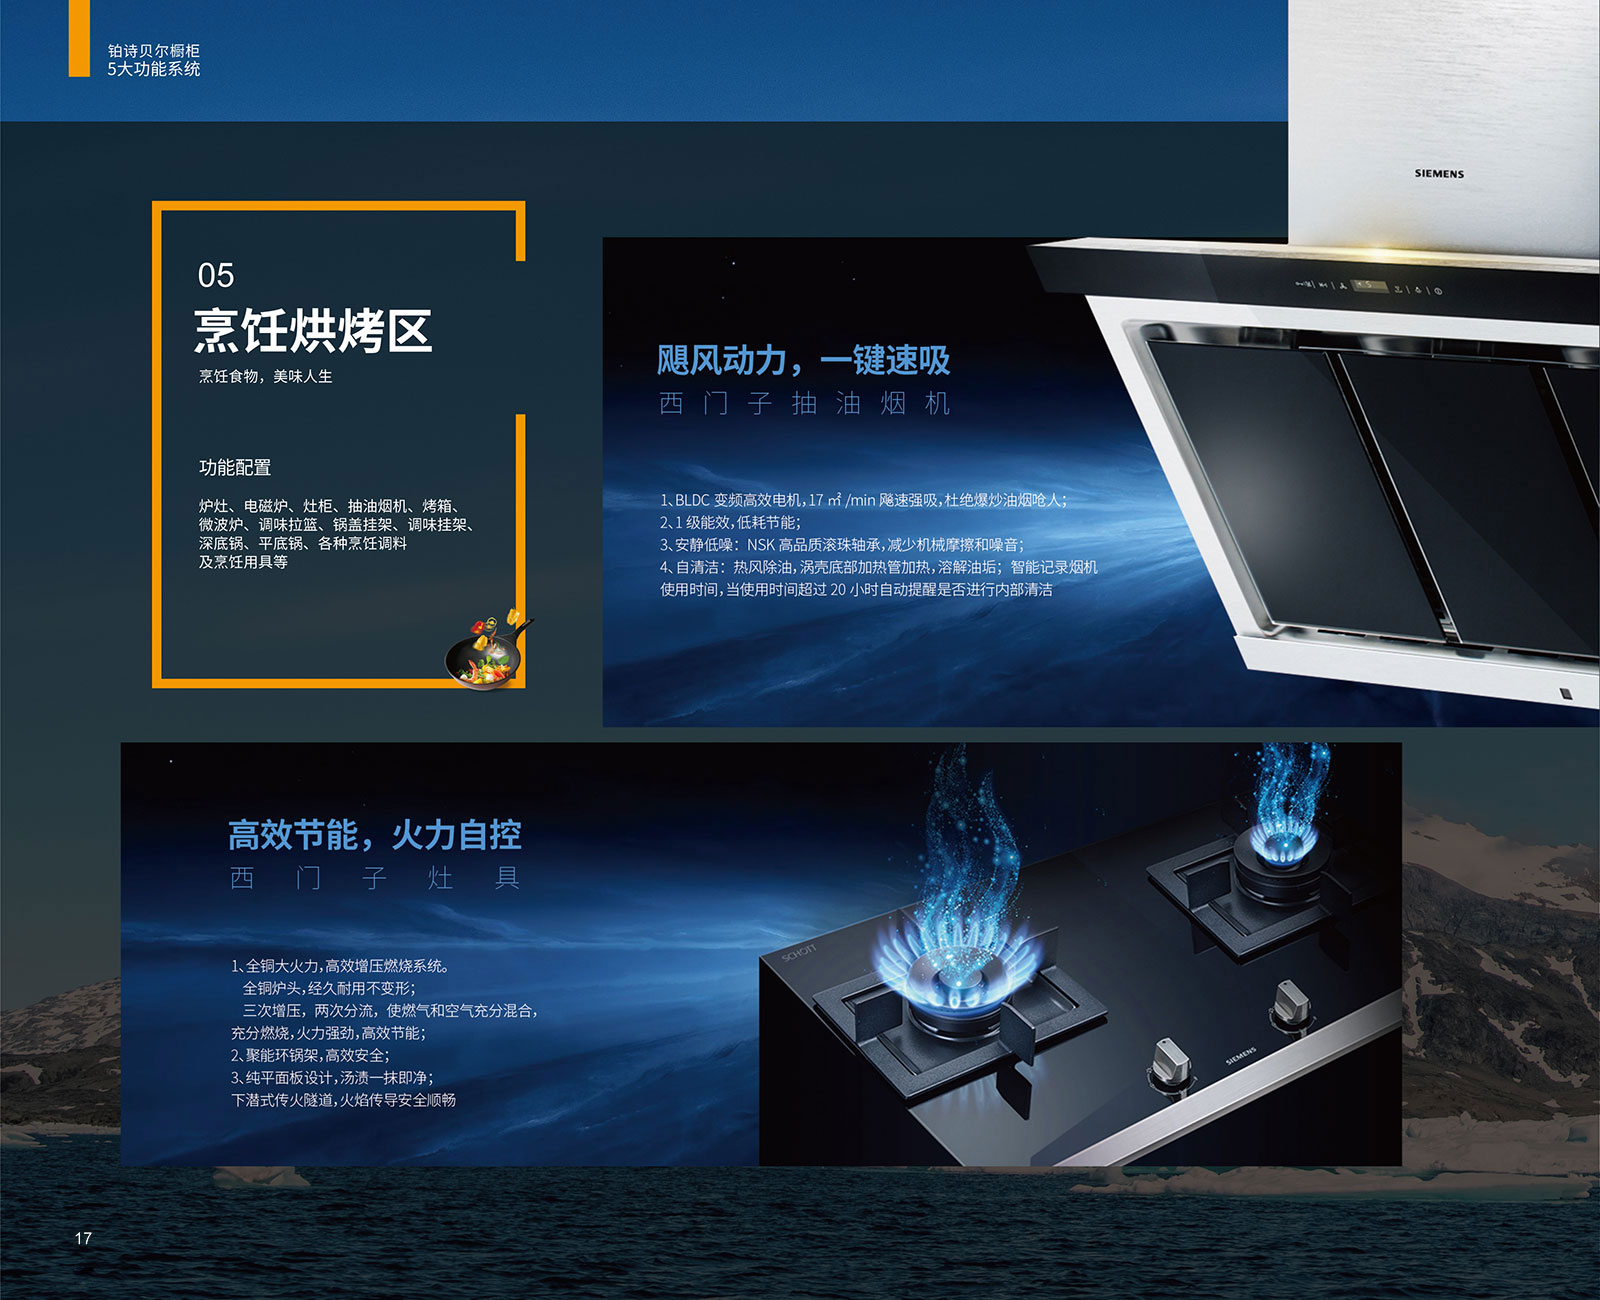 铂诗贝尔橱柜
5大功能系统
SIEMENS
05
烹饪烘烤区
烹饪食物，美味人生
功能配置
炉灶、电磁炉、灶柜、抽油烟机、烤箱、
微波炉、调味拉篮、锅盖挂架、调味挂架、
深底锅、平底锅、各种烹饪调料
及烹饪用具等
飓风动力，一键速吸
西门子抽油烟机
1、BLDC 变频高效电机，17 ㎡ /min 飚速强吸，杜绝爆炒油烟呛人；
2、1 级能效，低耗节能；
3、安静低噪：NSK 高品质滚珠轴承，减少机械摩擦和噪音；
4、自清洁：热风除油，涡壳底部加热管加热，溶解油垢；智能记录烟机
使用时间，当使用时间超过 20 小时自动提醒是否进行内部清洁
高效节能，火力自控
西门子灶具
1、全铜大火力，高效增压燃烧系统。
全铜炉头，经久耐用不变形；
三次增压，两次分流，使燃气和空气充分混合，
充分燃烧，火力强劲，高效节能；
2、聚能环锅架，高效安全；
3、纯平面板设计，汤渍一抹即净；
下潜式传火隧道，火焰传导安全顺畅
SCHOTT
SIEMENS
17